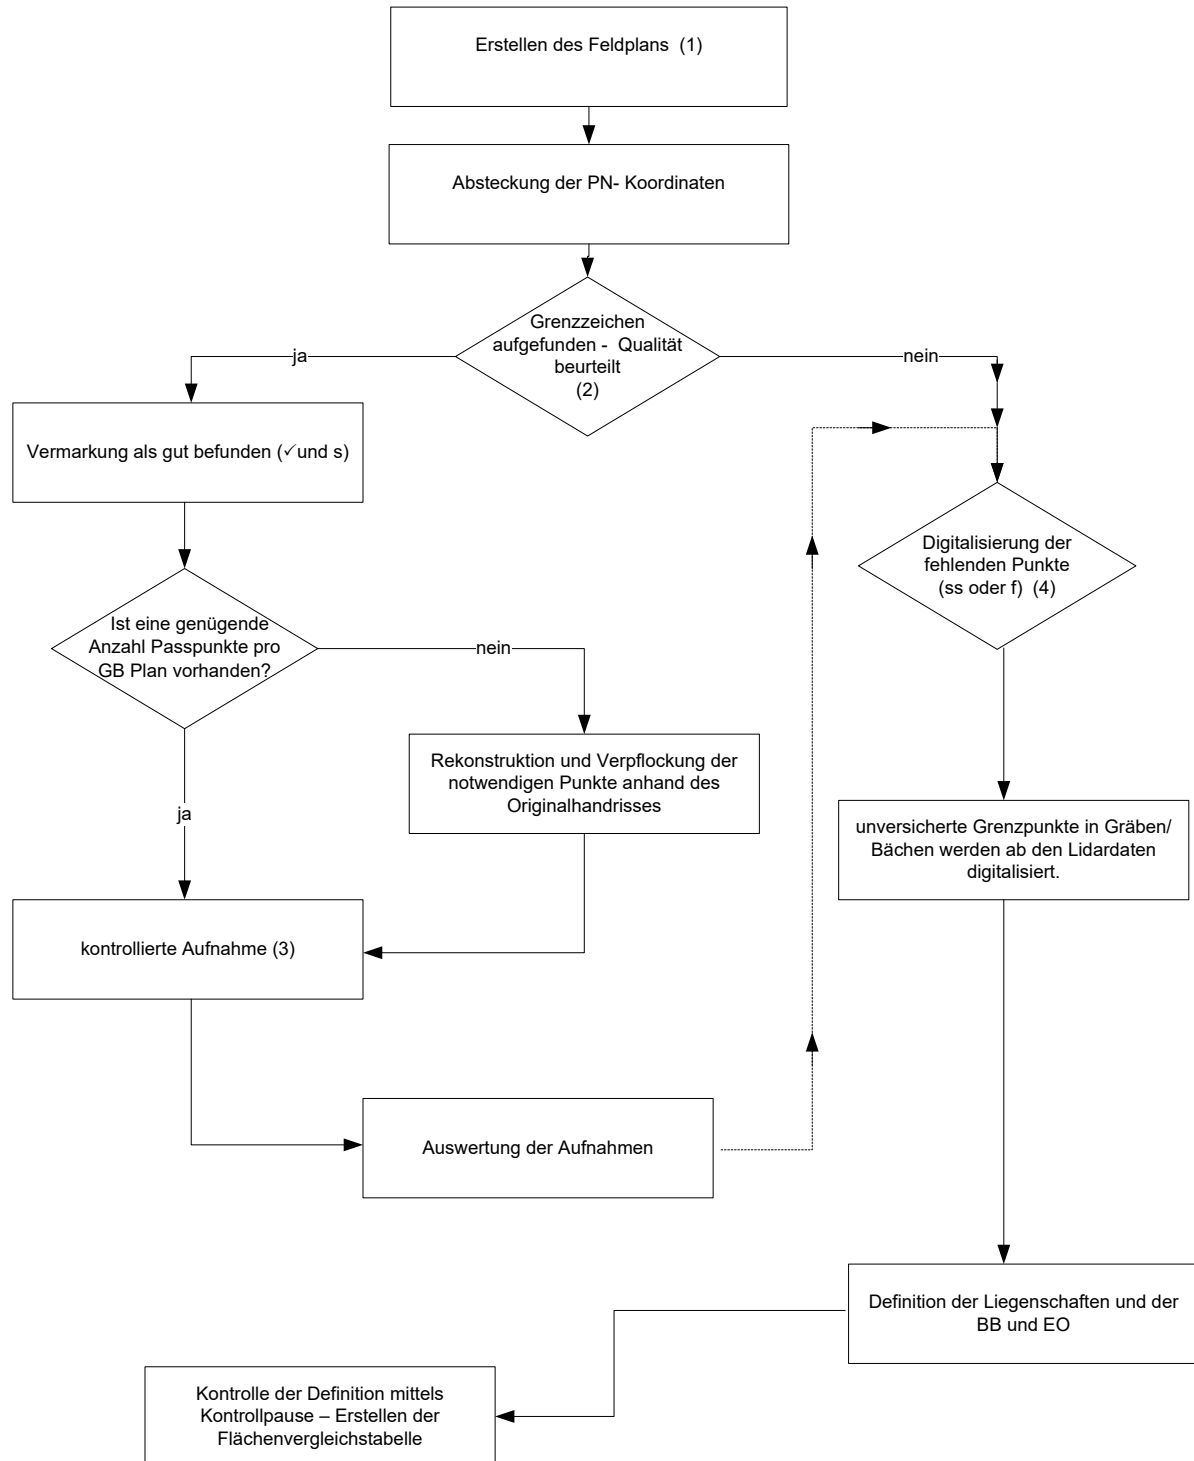 Erstellen des Feldplans (1)
Absteckung der PN- Koordinaten
Grenzzeichen
aufgefunden - Qualität
beurteilt
(2)
ja
nein
Vermarkung als gut befunden (✓und s)
Digitalisierung der
fehlenden Punkte
(ss oder f) (4)
Ist eine genügende
Anzahl Passpunkte pro
GB Plan vorhanden?
nein
Rekonstruktion und Verpflockung der
notwendigen Punkte anhand des
Originalhandrisses
ja
unversicherte Grenzpunkte in Gräben/
Bächen werden ab den Lidardaten
digitalisiert.
kontrollierte Aufnahme (3)
Auswertung der Aufnahmen
Definition der Liegenschaften und der
BB und EO
Kontrolle der Definition mittels
Kontrollpause – Erstellen der
Flächenvergleichstabelle